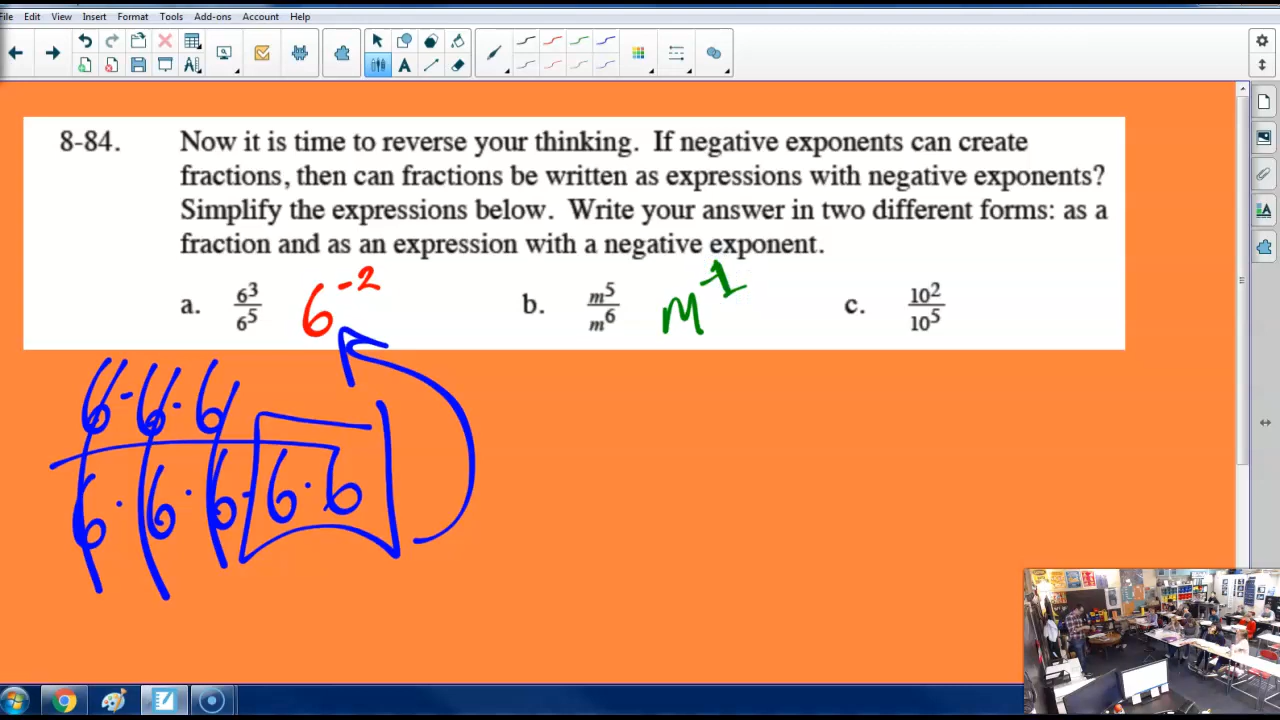 File Edit View Insert Format Tools Add-ons Account Help
8-84. Now it is time to reverse your thinking. If negative exponents can create
fractions, then can fractions be written as expressions with negative exponents?
Simplify the expressions below. Write your answer in two different forms: as a
fraction and as an expression with a negative exponent.
a. 6³/6⁵ 6⁻² b. m⁵/m⁶ m⁻¹ c. 10²/10⁵
6·6·6
6·6·6·6·6